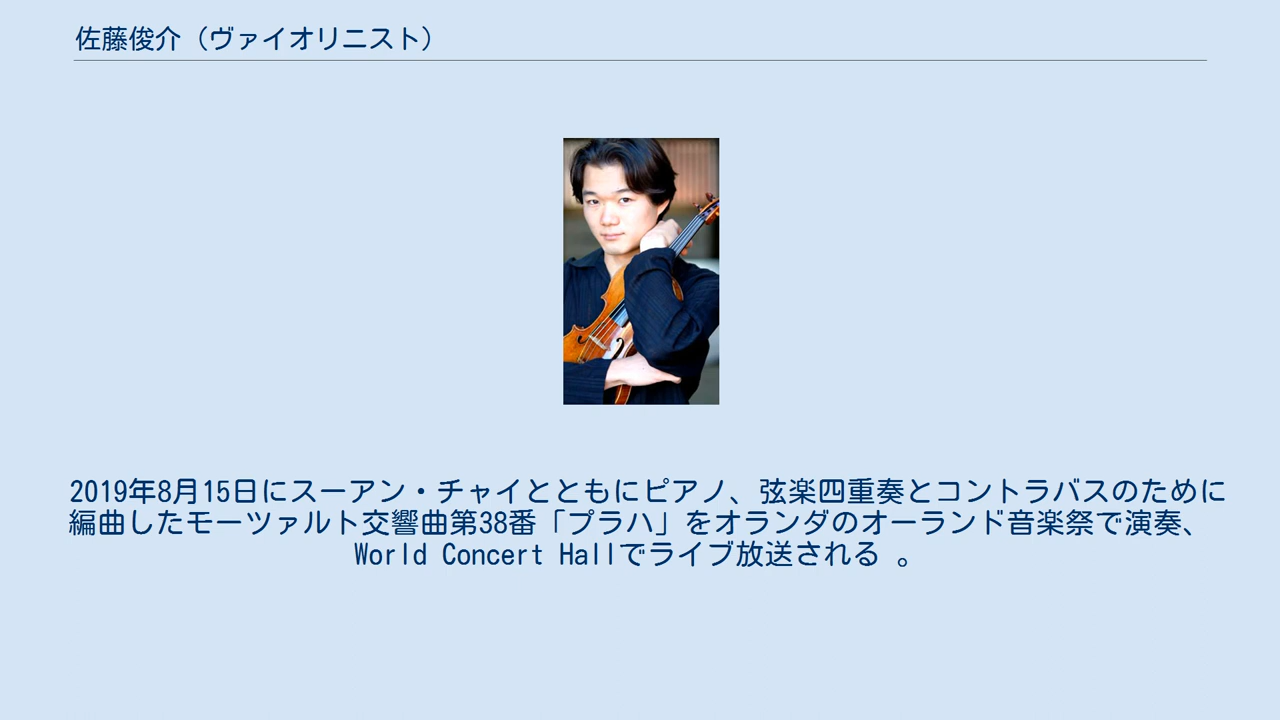 佐藤俊介（ヴァイオリニスト）
2019年8月15日にスーアン・チャイとともにピアノ、弦楽四重奏とコントラバスのために
編曲したモーツァルト交響曲第38番「プラハ」をオランダのオーランド音楽祭で演奏、
World Concert Hallでライブ放送される 。